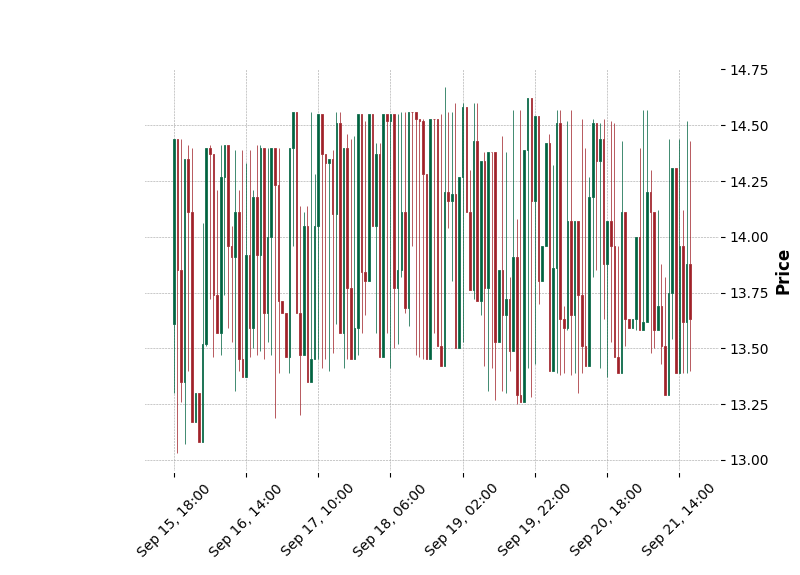 14.75
14.50
14.25
14.00
13.75
13.50
13.25
13.00
Price
Sep 15, 18:00
Sep 16, 14:00
Sep 17, 10:00
Sep 18, 06:00
Sep 19, 02:00
Sep 19, 22:00
Sep 20, 18:00
Sep 21, 14:00